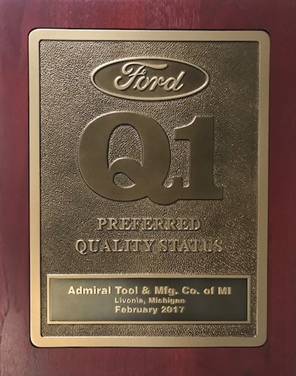 Ford
Q1
PREFERRED
QUALITY STATUS
Admiral Tool & Mfg. Co. of MI
Livonia, Michigan
February 2017